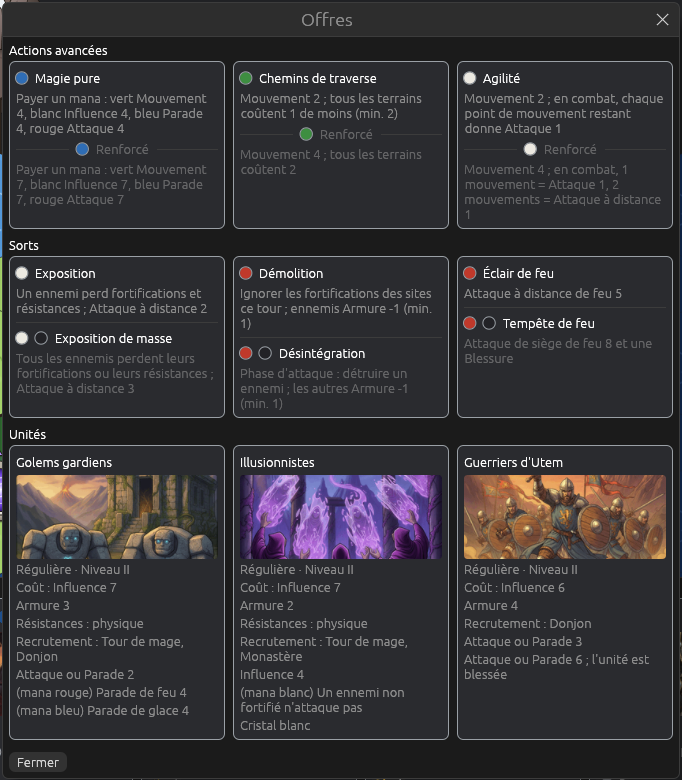 Offres
Actions avancées
Magie pure
Payer un mana : vert Mouvement
4, blanc Influence 4, bleu Parade
4, rouge Attaque 4
Renforcé
Payer un mana : vert Mouvement
7, blanc Influence 7, bleu Parade
7, rouge Attaque 7
Chemins de traverse
Mouvement 2 ; tous les terrains
coûtent 1 de moins (min. 2)
Renforcé
Mouvement 4 ; tous les terrains
coûtent 2
Agilité
Mouvement 2 ; en combat, chaque
point de mouvement restant
donne Attaque 1
Renforcé
Mouvement 4 ; en combat, 1
mouvement = Attaque 1, 2
mouvements = Attaque à distance
1
Sorts
Exposition
Un ennemi perd fortifications et
résistances ; Attaque à distance 2
Exposition de masse
Tous les ennemis perdent leurs
fortifications ou leurs résistances ;
Attaque à distance 3
Démolition
Ignorer les fortifications des sites
ce tour ; ennemis Armure -1 (min.
1)
Désintégration
Phase d'attaque : détruire un
ennemi ; les autres Armure -1
(min. 1)
Éclair de feu
Attaque à distance de feu 5
Tempête de feu
Attaque de siège de feu 8 et une
Blessure
Unités
Golems gardiens
Régulière · Niveau II
Coût : Influence 7
Armure 3
Résistances : physique
Recrutement : Tour de mage,
Donjon
Attaque ou Parade 2
(mana rouge) Parade de feu 4
(mana bleu) Parade de glace 4
Illusionnistes
Régulière · Niveau II
Coût : Influence 7
Armure 2
Résistances : physique
Recrutement : Tour de mage,
Monastère
Influence 4
(mana blanc) Un ennemi non
fortifié n'attaque pas
Cristal blanc
Guerriers d'Utem
Régulière · Niveau II
Coût : Influence 6
Armure 4
Recrutement : Donjon
Attaque ou Parade 3
Attaque ou Parade 6 ; l'unité est
blessée
Fermer